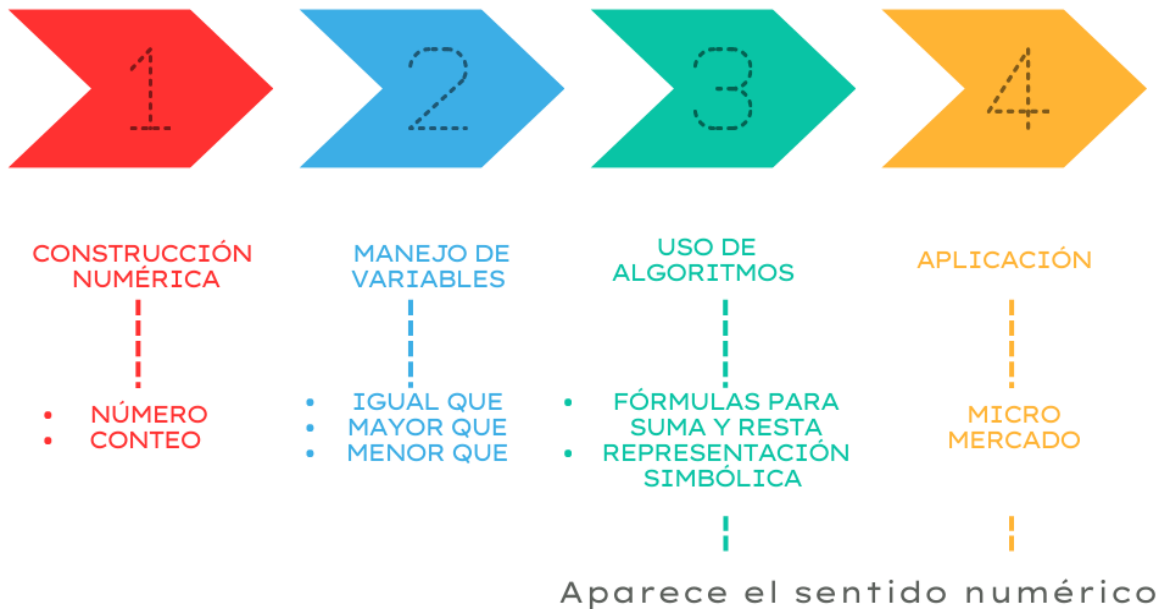 1
2
3
4
CONSTRUCCIÓN
NUMÉRICA
• NÚMERO
• CONTEO
MANEJO DE
VARIABLES
• IGUAL QUE
• MAYOR QUE
• MENOR QUE
USO DE
ALGORITMOS
• FÓRMULAS PARA
SUMA Y RESTA
• REPRESENTACIÓN
SIMBÓLICA
APLICACIÓN
MICRO
MERCADO
Aparece el sentido numérico